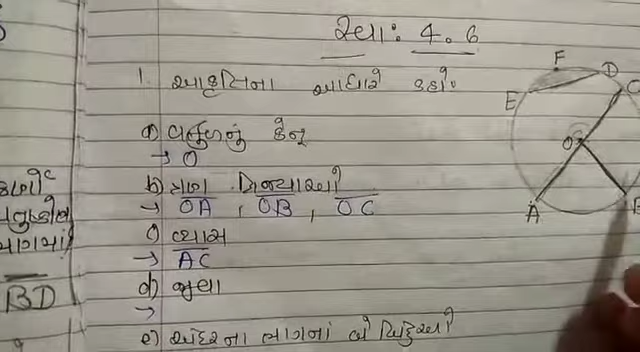 સ્વા: 4.6
1. આકૃતિના આધારે કહો.
a) વર્તુળનું કેન્દ્ર
→ O
b) ત્રણ ત્રિજ્યાઓ
→ OA, OB, OC
c) વ્યાસ
→ AC
d) જીવા
→
e) અંદરના ભાગનાં બે બિંદુઓ
F
D
C
E
O
A
B
BD